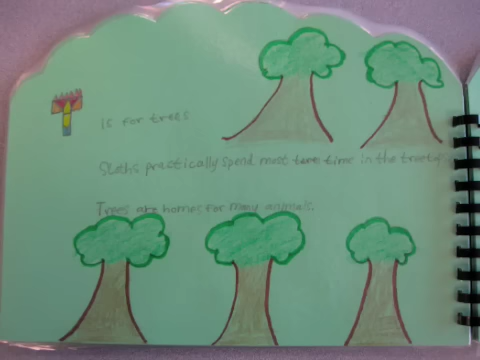 T is for trees
Sloths practically spend most time in the treetops
Trees are homes for many animals.